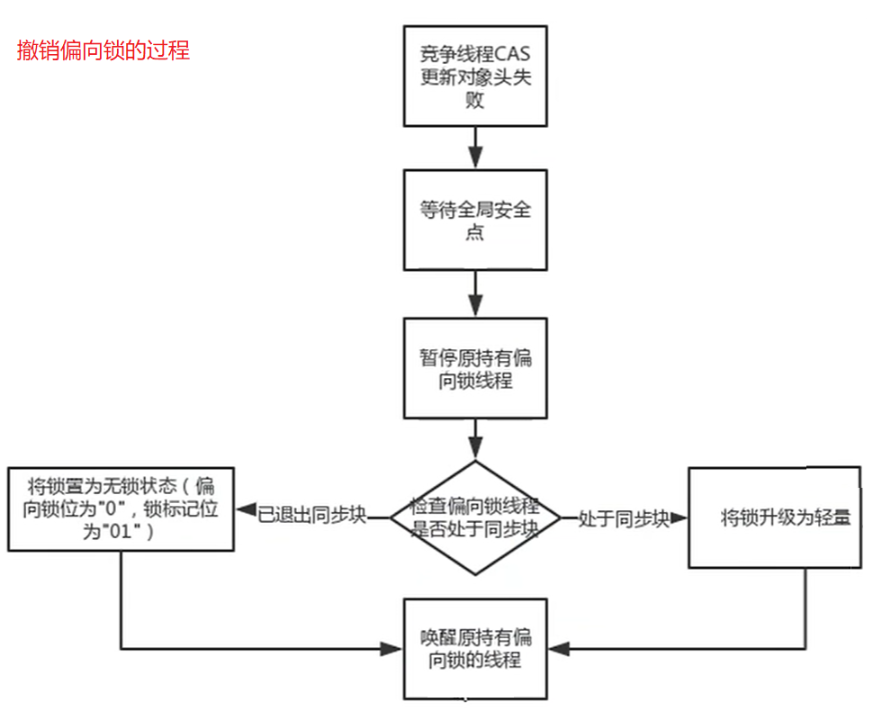 撤销偏向锁的过程
竞争线程CAS
更新对象头失
败
等待全局安全
点
暂停原持有偏
向锁线程
检查偏向锁线程
是否处于同步块
已退出同步块
处于同步块
将锁置为无锁状态（偏
向锁位为"0"，锁标记位
为"01"）
将锁升级为轻量
唤醒原持有偏
向锁的线程